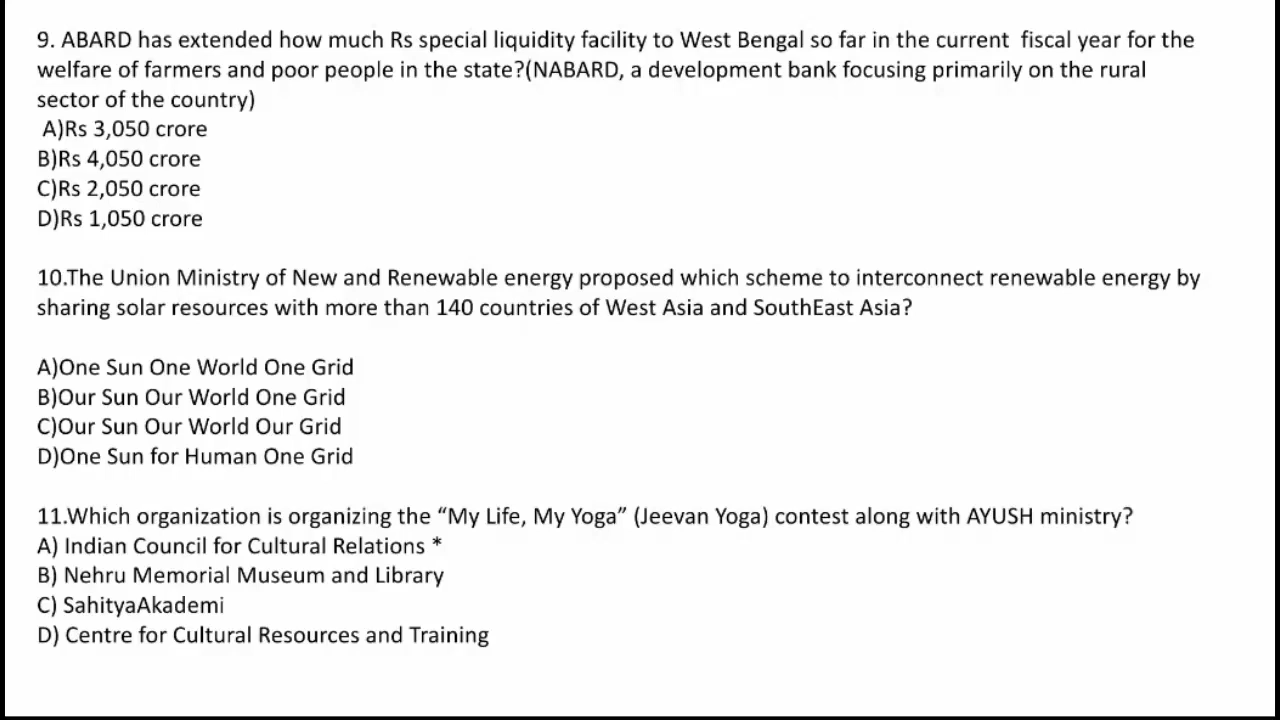 9. ABARD has extended how much Rs special liquidity facility to West Bengal so far in the current fiscal year for the
welfare of farmers and poor people in the state?(NABARD, a development bank focusing primarily on the rural
sector of the country)
A)Rs 3,050 crore
B)Rs 4,050 crore
C)Rs 2,050 crore
D)Rs 1,050 crore
10.The Union Ministry of New and Renewable energy proposed which scheme to interconnect renewable energy by
sharing solar resources with more than 140 countries of West Asia and SouthEast Asia?
A)One Sun One World One Grid
B)Our Sun Our World One Grid
C)Our Sun Our World Our Grid
D)One Sun for Human One Grid
11.Which organization is organizing the “My Life, My Yoga” (Jeevan Yoga) contest along with AYUSH ministry?
A) Indian Council for Cultural Relations *
B) Nehru Memorial Museum and Library
C) SahityaAkademi
D) Centre for Cultural Resources and Training